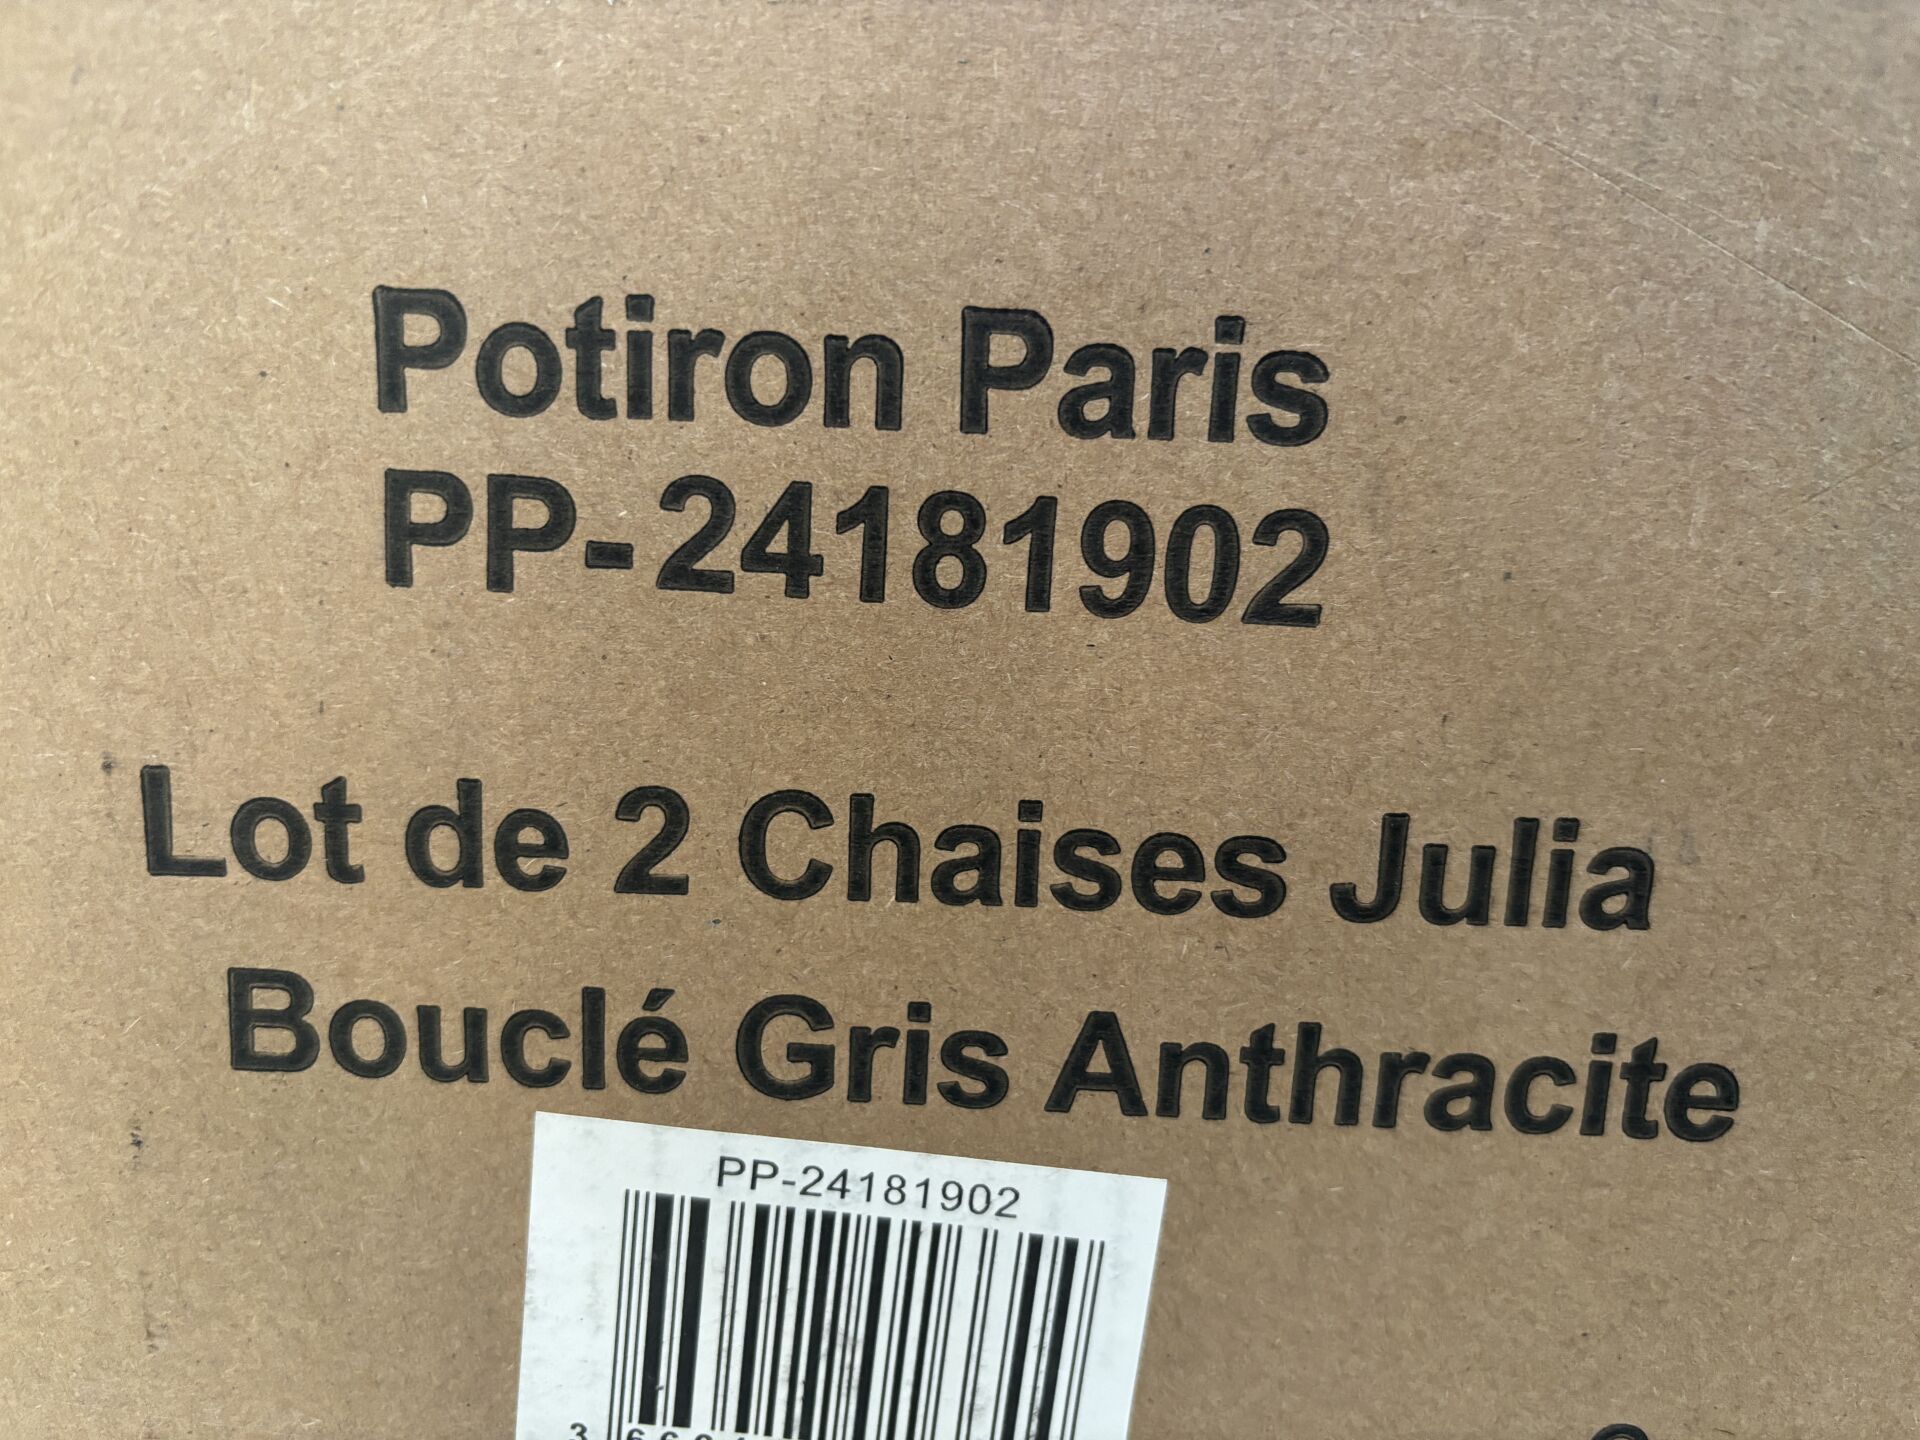 Potiron Paris
PP-24181902
Lot de 2 Chaises Julia
Bouclé Gris Anthracite
PP-24181902